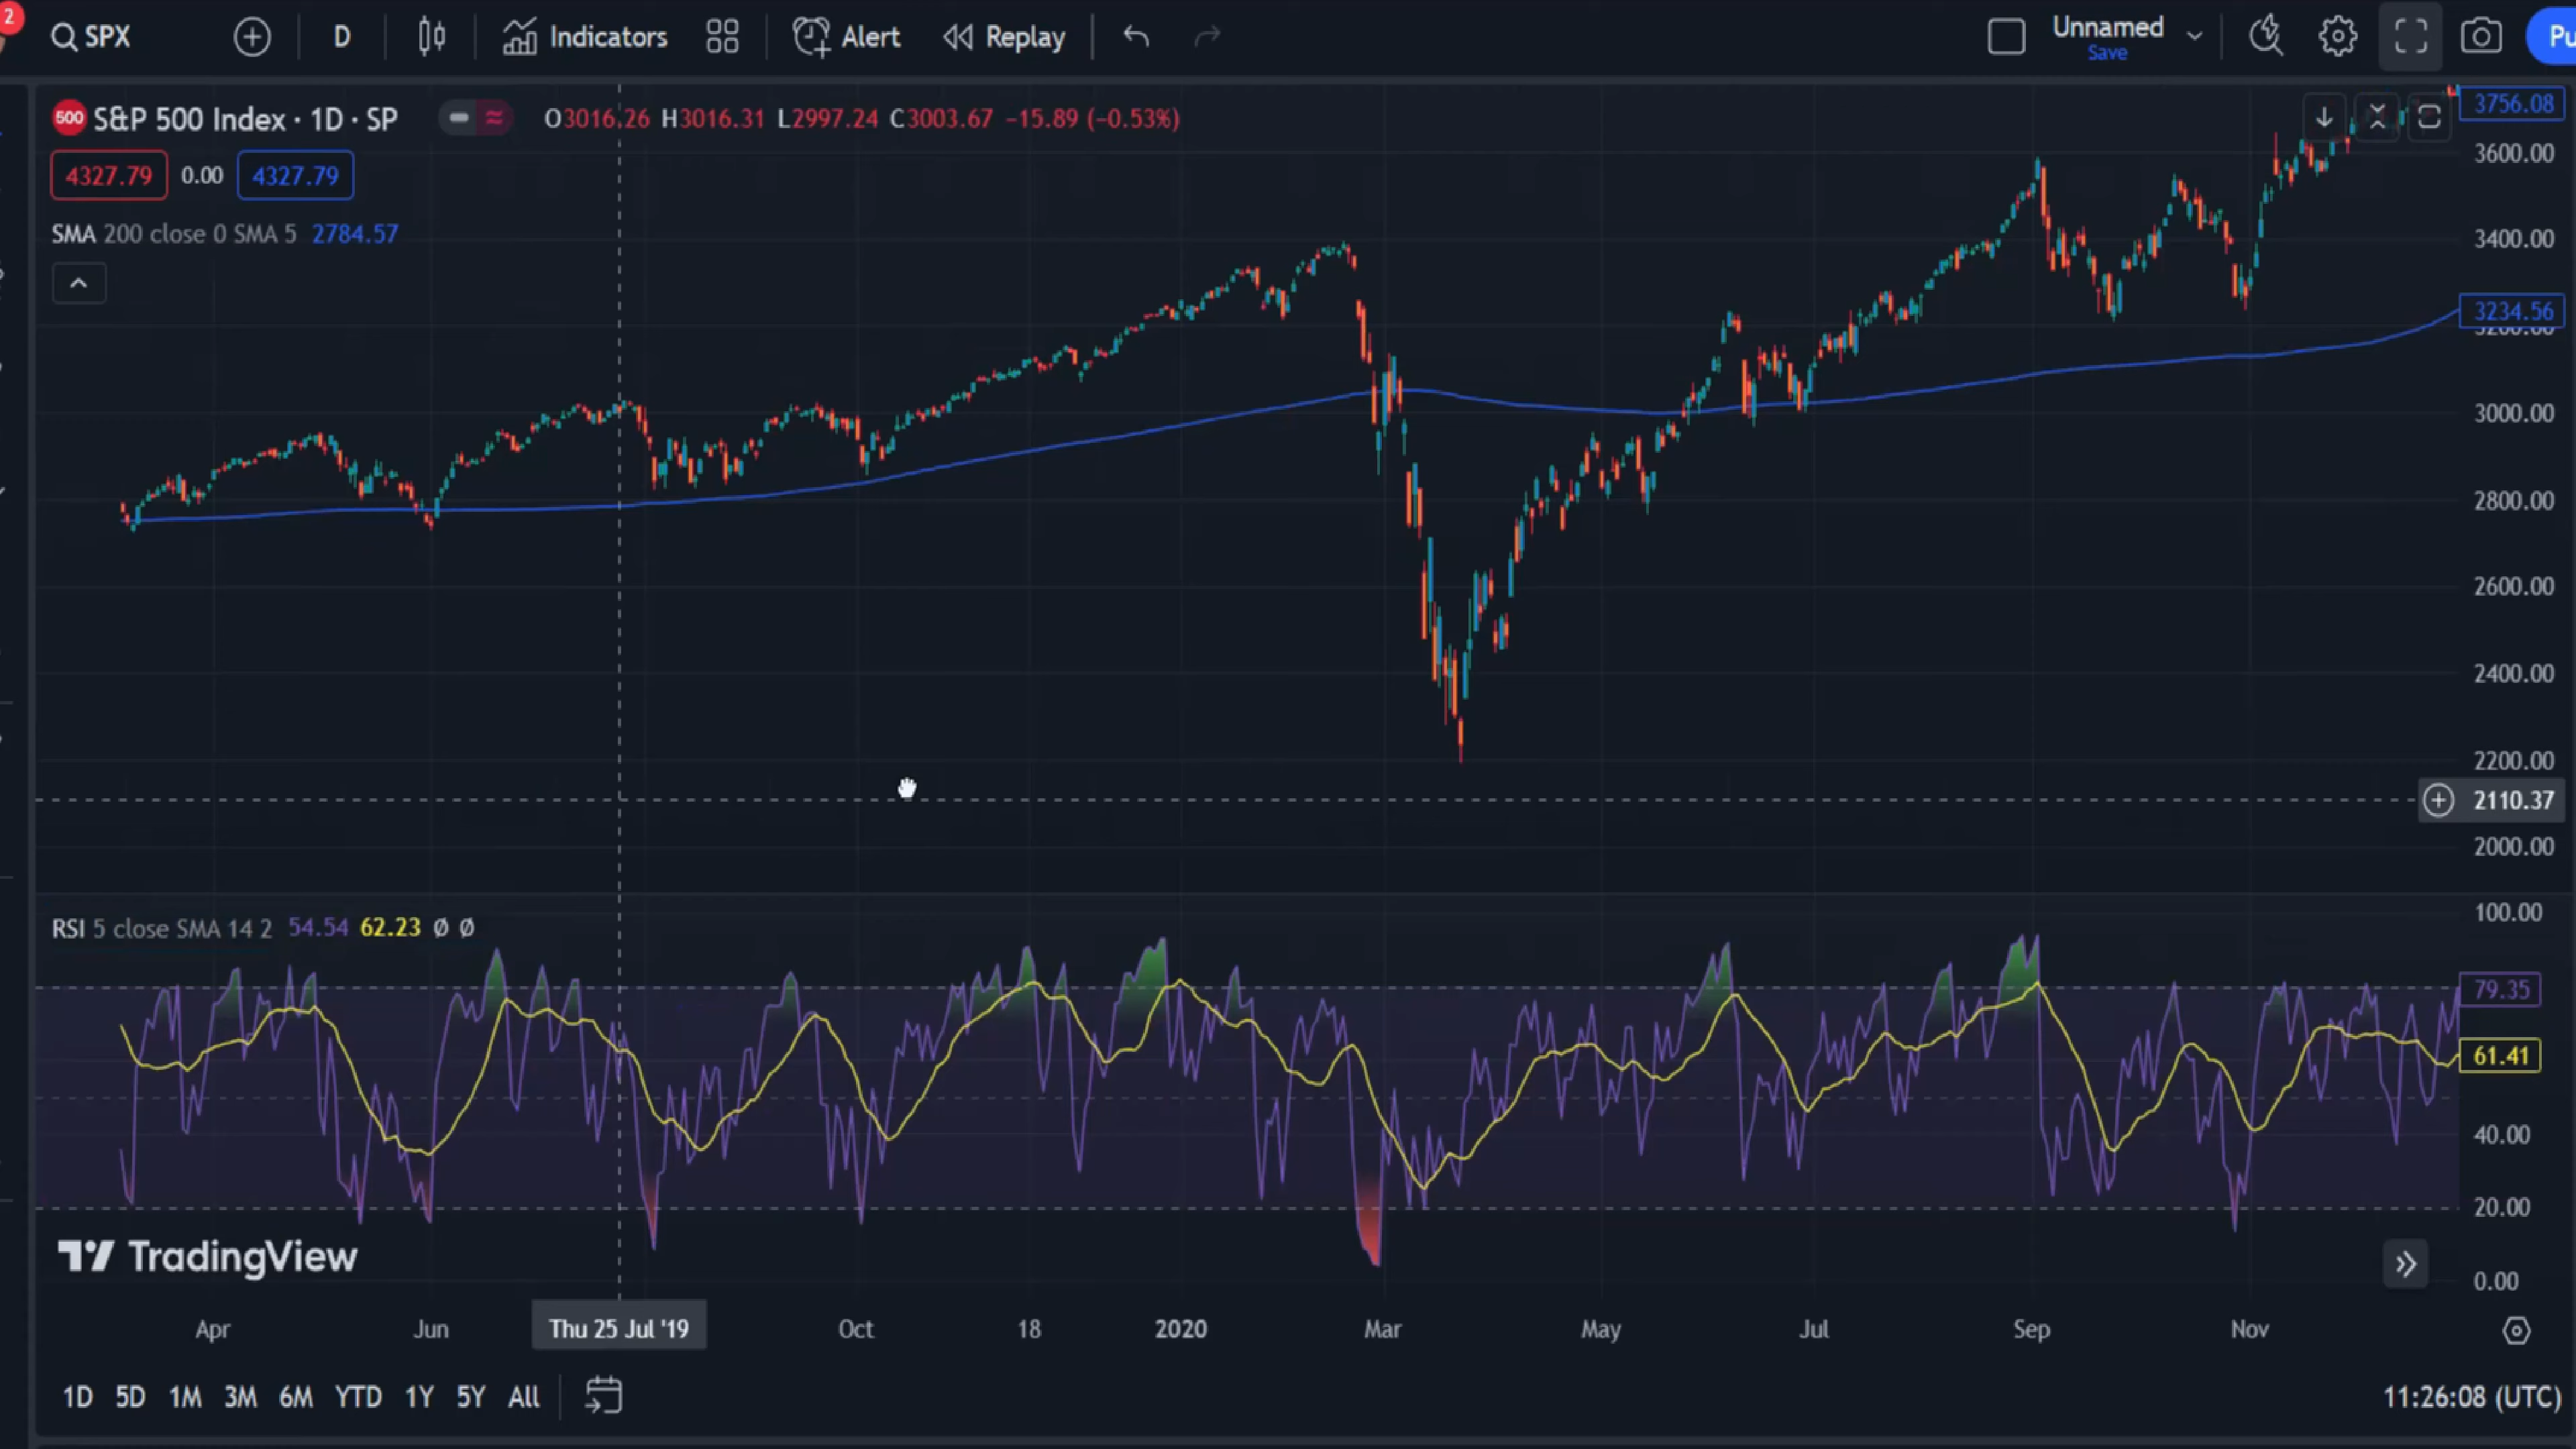 2
SPX
D
Indicators
Alert
Replay
Unnamed
Save
500 S&P 500 Index · 1D · SP
O3016.26 H3016.31 L2997.24 C3003.67 −15.89 (−0.53%)
4327.79 0.00 4327.79
SMA 200 close 0 SMA 5 2784.57
3756.08
3600.00
3400.00
3234.56
3200.00
3000.00
2800.00
2600.00
2400.00
2200.00
2110.37
2000.00
RSI 5 close SMA 14 2 54.54 62.23 Ø Ø
100.00
79.35
61.41
40.00
20.00
0.00
TradingView
Apr Jun Thu 25 Jul '19 Oct 18 2020 Mar May Jul Sep Nov
1D 5D 1M 3M 6M YTD 1Y 5Y All
11:26:08 (UTC)